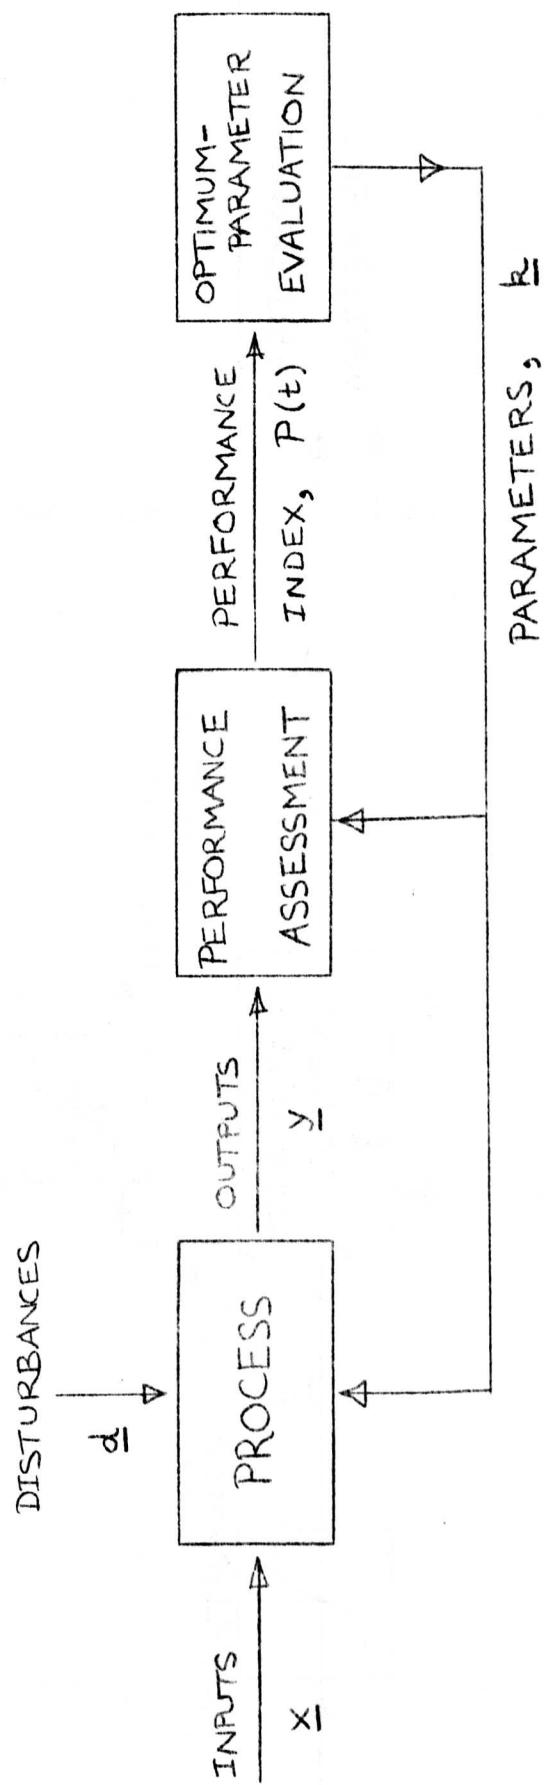 DISTURBANCES
d
INPUTS
x
PROCESS
OUTPUTS
y
PERFORMANCE
ASSESSMENT
PERFORMANCE
INDEX, P(t)
OPTIMUM-
PARAMETER
EVALUATION
PARAMETERS, k